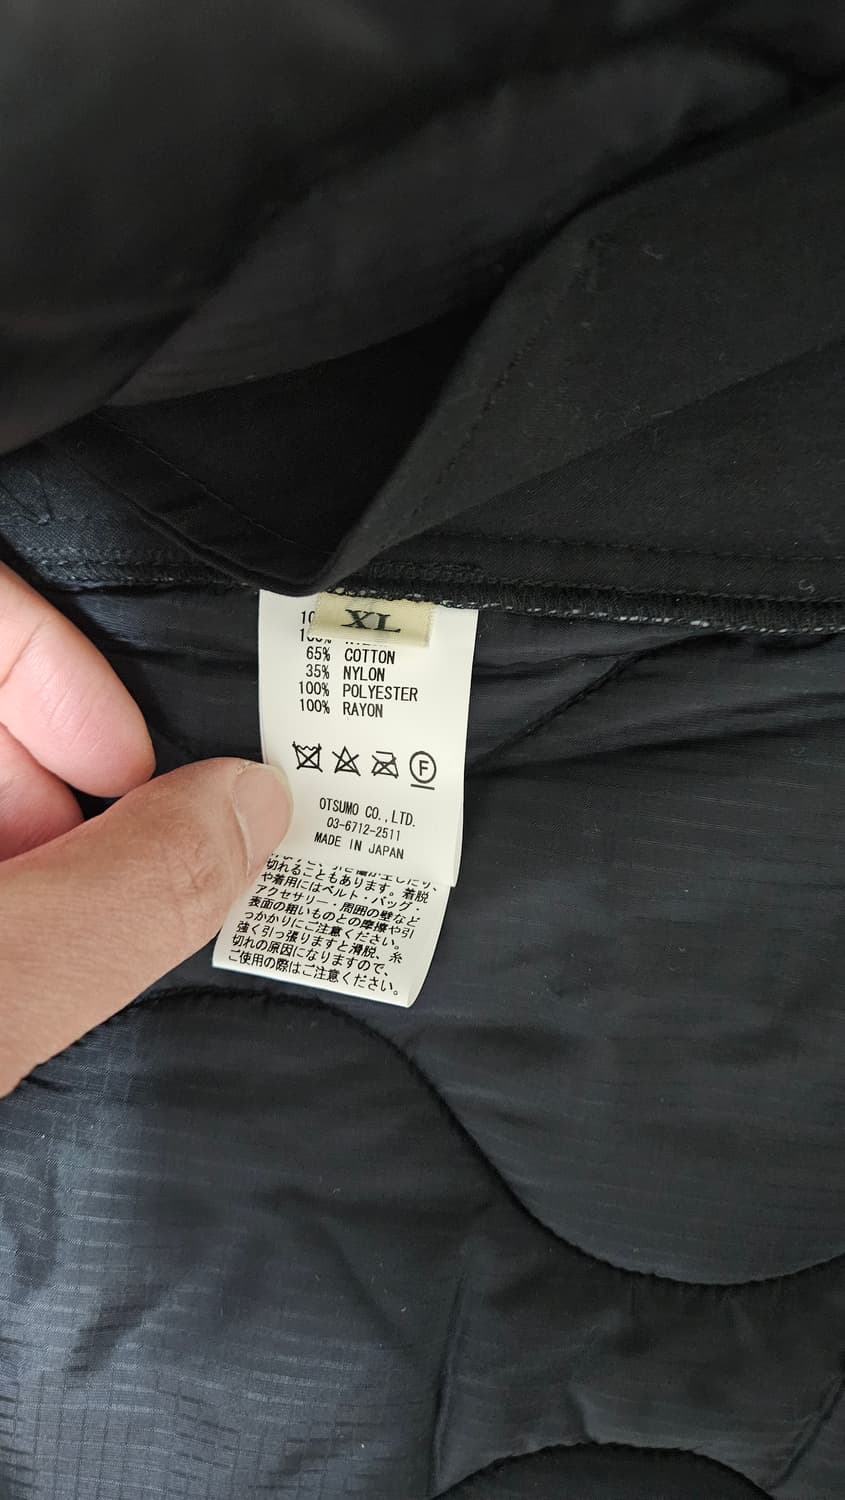 XL
65% COTTON
35% NYLON
100% POLYESTER
100% RAYON
F
OTSUMO CO.,LTD.
03-6712-2511
MADE IN JAPAN
切れることもあります。着脱
や着用にはベルト・バッグ・
アクセサリー・周囲の壁など
表面の粗いものとの摩擦や引
っかかりにご注意ください。
強く引っ張りますと滑脱、糸
切れの原因になりますので、
ご使用の際はご注意ください。